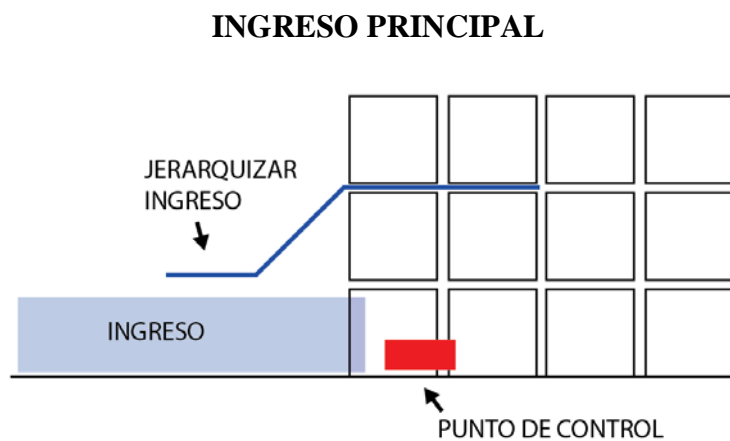 INGRESO PRINCIPAL
JERARQUIZAR
INGRESO
INGRESO
PUNTO DE CONTROL